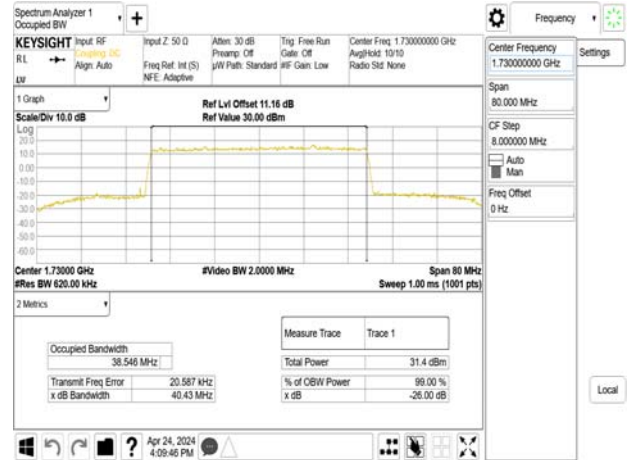 Spectrum Analyzer 1
Occupied BW
Frequency
KEYSIGHT
RL
Input: RF
Coupling: DC
Align: Auto
Input Z: 50 Ω
Freq Ref: Int (S)
NFE: Adaptive
Atten: 30 dB
Preamp: Off
µW Path: Standard
Trig: Free Run
Gate: Off
#IF Gain: Low
Center Freq: 1.730000000 GHz
Avg|Hold: 10/10
Radio Std: None
Center Frequency
1.730000000 GHz
Settings
Span
80.000 MHz
CF Step
8.000000 MHz
Auto
Man
Freq Offset
0 Hz
Local
1 Graph
Scale/Div 10.0 dB
Ref Lvl Offset 11.16 dB
Ref Value 30.00 dBm
Log
20.0
10.0
0.00
-10.0
-20.0
-30.0
-40.0
-50.0
-60.0
Center 1.73000 GHz
#Res BW 620.00 kHz
#Video BW 2.0000 MHz
Span 80 MHz
Sweep 1.00 ms (1001 pts)
2 Metrics
Measure Trace Trace 1
Occupied Bandwidth
38.546 MHz
Total Power 31.4 dBm
Transmit Freq Error 20.587 kHz
% of OBW Power 99.00 %
x dB Bandwidth 40.43 MHz
x dB -26.00 dB
?
Apr 24, 2024
4:09:46 PM